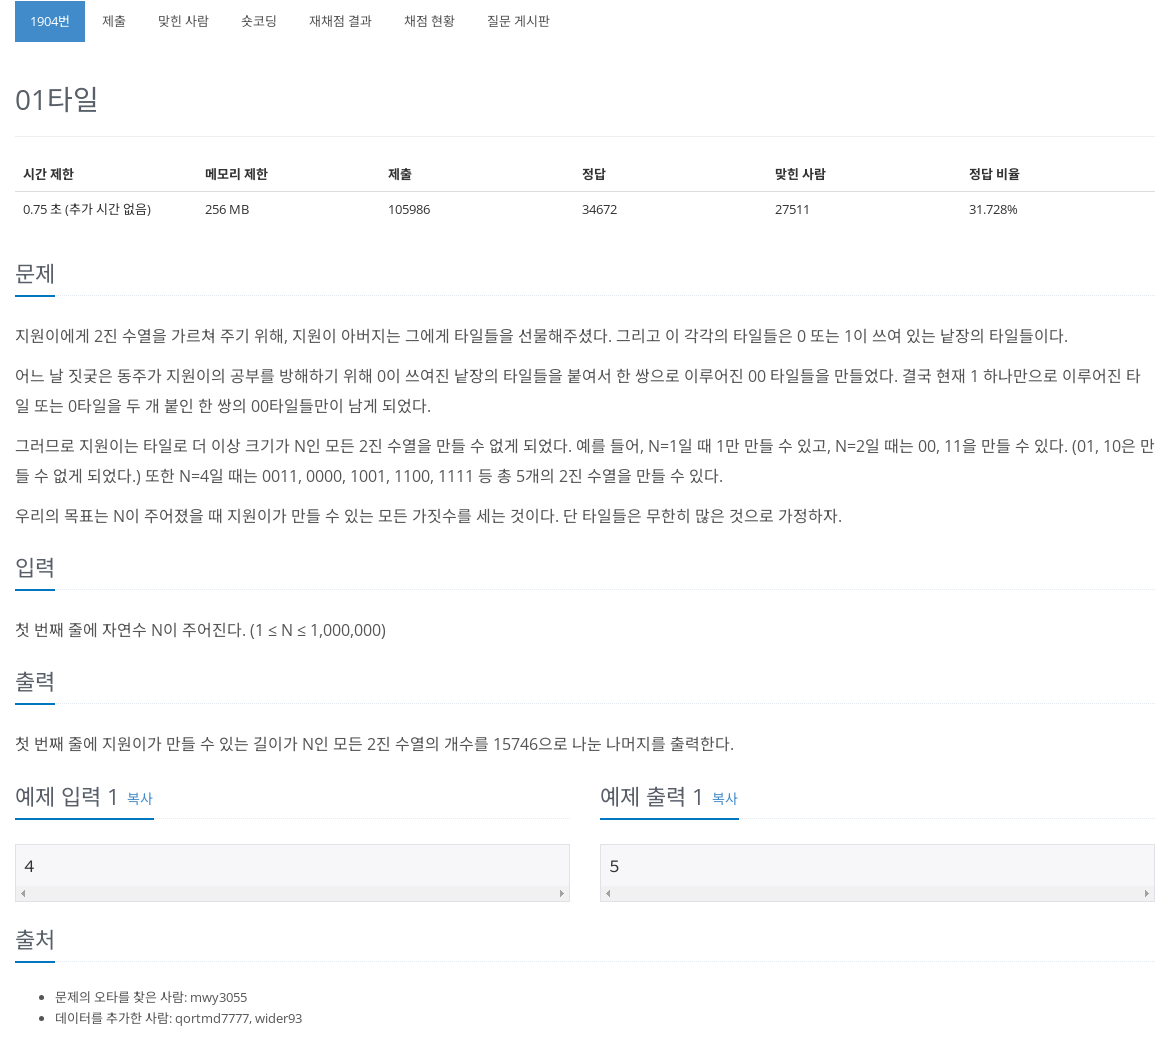 1904번 제출 맞힌 사람 숏코딩 재채점 결과 채점 현황 질문 게시판
01타일
시간 제한 메모리 제한 제출 정답 맞힌 사람 정답 비율
0.75 초 (추가 시간 없음) 256 MB 105986 34672 27511 31.728%
문제
지원이에게 2진 수열을 가르쳐 주기 위해, 지원이 아버지는 그에게 타일들을 선물해주셨다. 그리고 이 각각의 타일들은 0 또는 1이 쓰여 있는 낱장의 타일들이다.
어느 날 짓궂은 동주가 지원이의 공부를 방해하기 위해 0이 쓰여진 낱장의 타일들을 붙여서 한 쌍으로 이루어진 00 타일들을 만들었다. 결국 현재 1 하나만으로 이루어진 타
일 또는 0타일을 두 개 붙인 한 쌍의 00타일들만이 남게 되었다.
그러므로 지원이는 타일로 더 이상 크기가 N인 모든 2진 수열을 만들 수 없게 되었다. 예를 들어, N=1일 때 1만 만들 수 있고, N=2일 때는 00, 11을 만들 수 있다. (01, 10은 만
들 수 없게 되었다.) 또한 N=4일 때는 0011, 0000, 1001, 1100, 1111 등 총 5개의 2진 수열을 만들 수 있다.
우리의 목표는 N이 주어졌을 때 지원이가 만들 수 있는 모든 가짓수를 세는 것이다. 단 타일들은 무한히 많은 것으로 가정하자.
입력
첫 번째 줄에 자연수 N이 주어진다. (1 ≤ N ≤ 1,000,000)
출력
첫 번째 줄에 지원이가 만들 수 있는 길이가 N인 모든 2진 수열의 개수를 15746으로 나눈 나머지를 출력한다.
예제 입력 1 복사
4
예제 출력 1 복사
5
출처
문제의 오타를 찾은 사람: mwy3055
데이터를 추가한 사람: qortmd7777, wider93